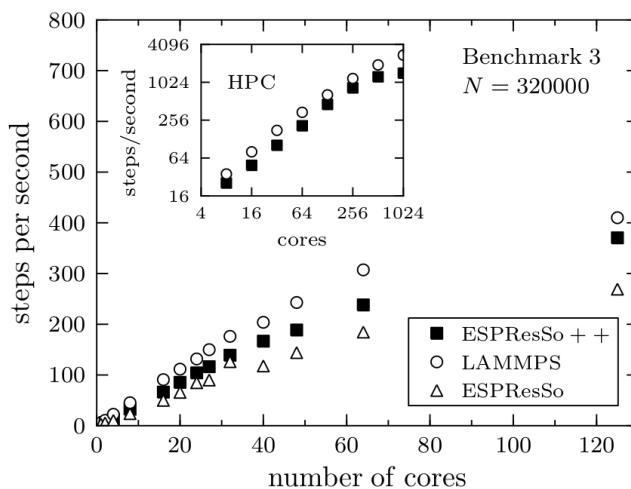 800
700
600
500
400
300
200
100
0
steps per second
4096
1024
256
64
16
steps/second
HPC
4 16 64 256 1024
cores
Benchmark 3
N = 320000
ESPResSo + +
LAMMPS
ESPResSo
0 20 40 60 80 100 120
number of cores